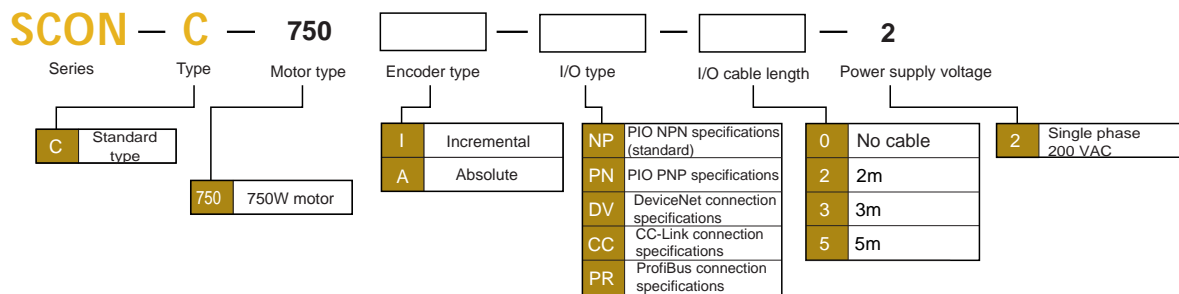 SCON — C — 750 — — — 2
Series Type Motor type Encoder type I/O type I/O cable length Power supply voltage
C Standard type
750 750W motor
I Incremental
A Absolute
NP PIO NPN specifications (standard)
PN PIO PNP specifications
DV DeviceNet connection specifications
CC CC-Link connection specifications
PR ProfiBus connection specifications
0 No cable
2 2m
3 3m
5 5m
2 Single phase 200 VAC